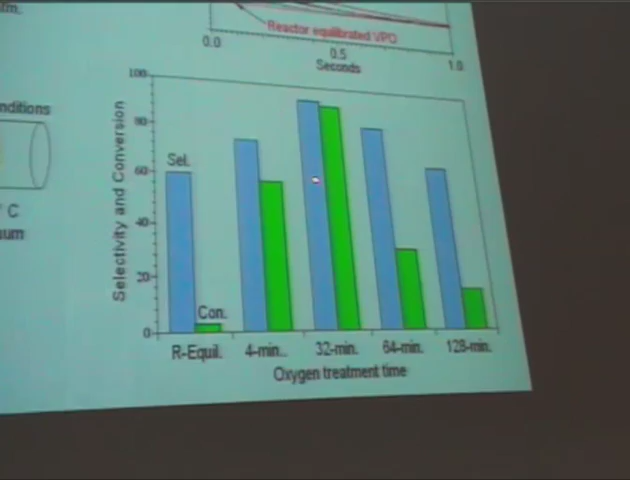 Reactor equilibrated VPO
0.0
0.5
1.0
Seconds
nditions
° C
100
80
60
40
20
0
Selectivity and Conversion
Sel.
Con.
R-Equil.
4-min..
32-min.
64-min.
128-min.
Oxygen treatment time